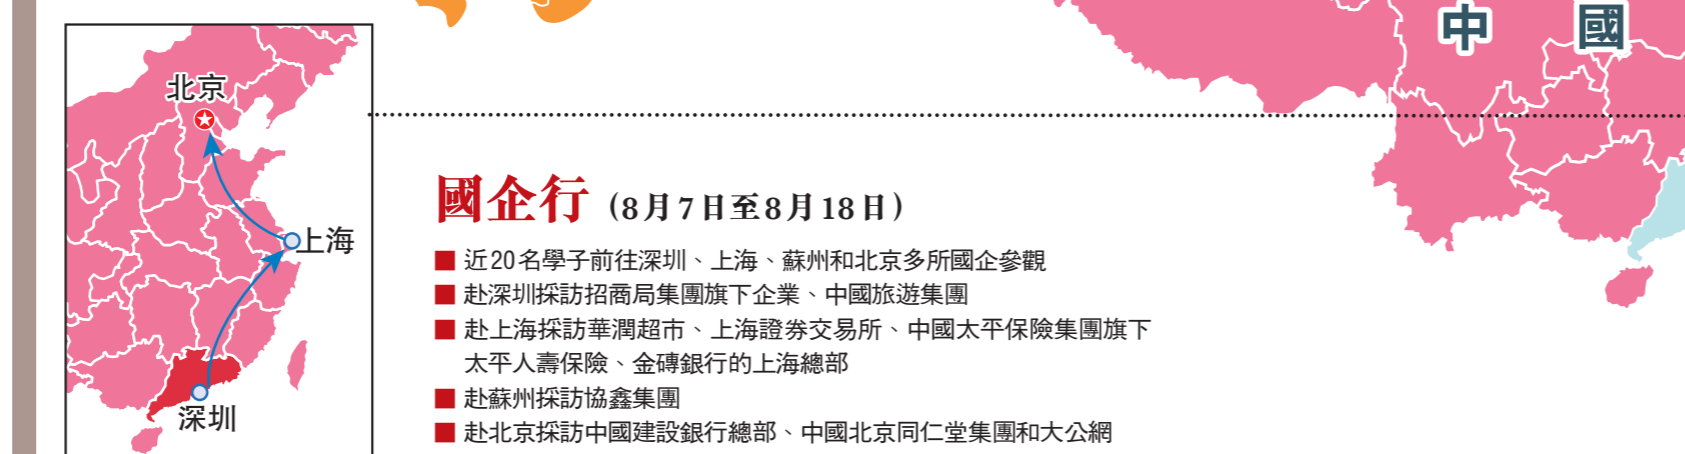 中國
北京
上海
深圳
國企行（8月7日至8月18日）
■ 近20名學子前往深圳、上海、蘇州和北京多所國企參觀
■ 赴深圳採訪招商局集團旗下企業、中國旅遊集團
■ 赴上海採訪華潤超市、上海證券交易所、中國太平保險集團旗下
太平人壽保險、金磚銀行的上海總部
■ 赴蘇州採訪協鑫集團
■ 赴北京採訪中國建設銀行總部、中國北京同仁堂集團和大公網